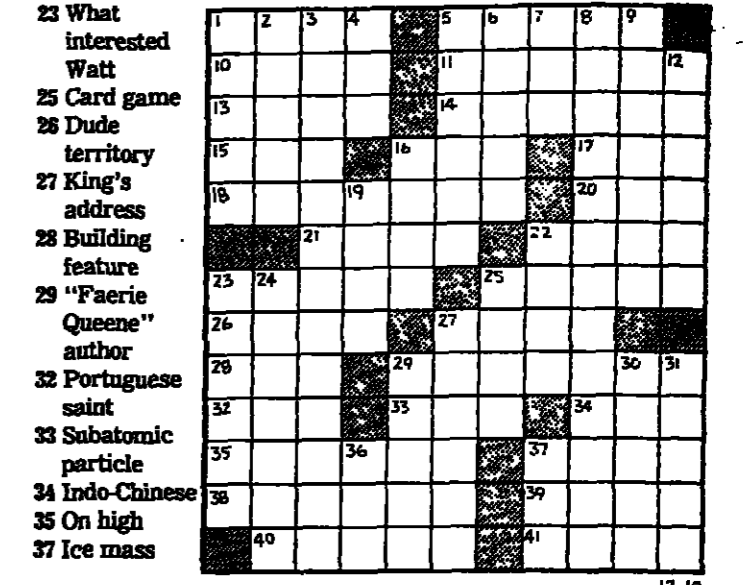 23 What
interested
Watt
25 Card game
26 Dude
territory
27 King's
address
28 Building
feature
29 "Faerie
Queene"
author
32 Portuguese
saint
33 Subatomic
particle
34 Indo-Chinese
35 On high
37 Ice mass
1 2 3 4 5 6 7 8 9
10 11 12
13 14
15 16 17
18 19 20
21 22
23 24 25
26 27
28 29 30 31
32 33 34
35 36 37
38 39
40 41